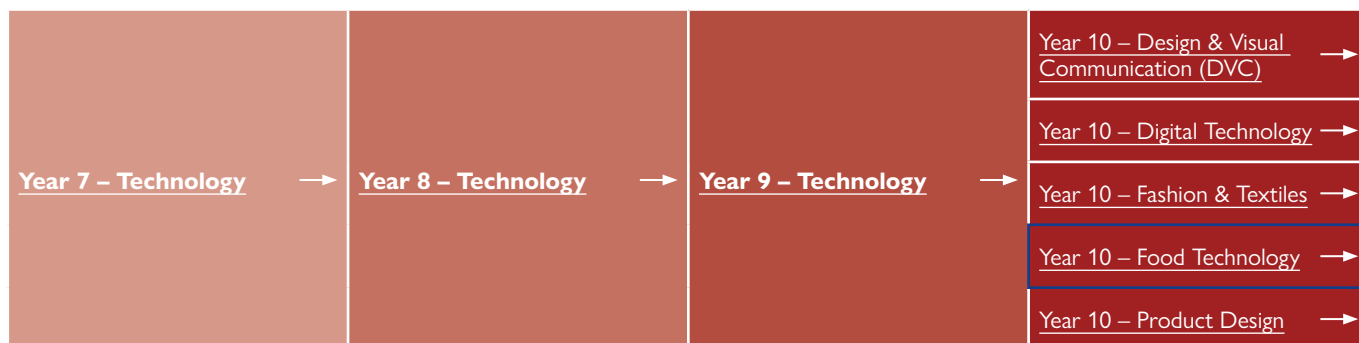 Year 7 – Technology
Year 8 – Technology
Year 9 – Technology
Year 10 – Design & Visual
Communication (DVC)
Year 10 – Digital Technology
Year 10 – Fashion & Textiles
Year 10 – Food Technology
Year 10 – Product Design